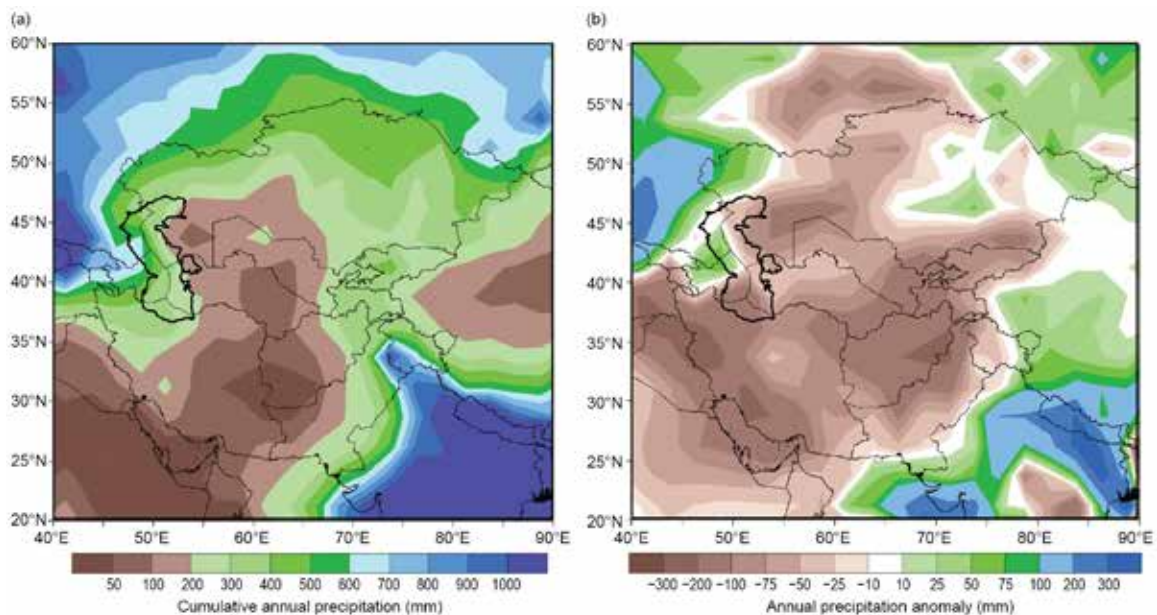 (a)
60°N
55°N
50°N
45°N
40°N
35°N
30°N
25°N
20°N
40°E 50°E 60°E 70°E 80°E 90°E
50 100 200 300 400 500 600 700 800 900 1000
Cumulative annual precipitation (mm)
(b)
60°N
55°N
50°N
45°N
40°N
35°N
30°N
25°N
20°N
40°E 50°E 60°E 70°E 80°E 90°E
−300 −200 −100 −75 −50 −25 −10 10 25 50 75 100 200 300
Annual precipitation anomaly (mm)